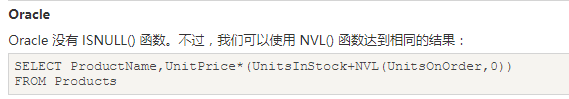 Oracle
Oracle 没有 ISNULL() 函数。不过，我们可以使用 NVL() 函数达到相同的结果：
SELECT ProductName,UnitPrice*(UnitsInStock+NVL(UnitsOnOrder,0))
FROM Products